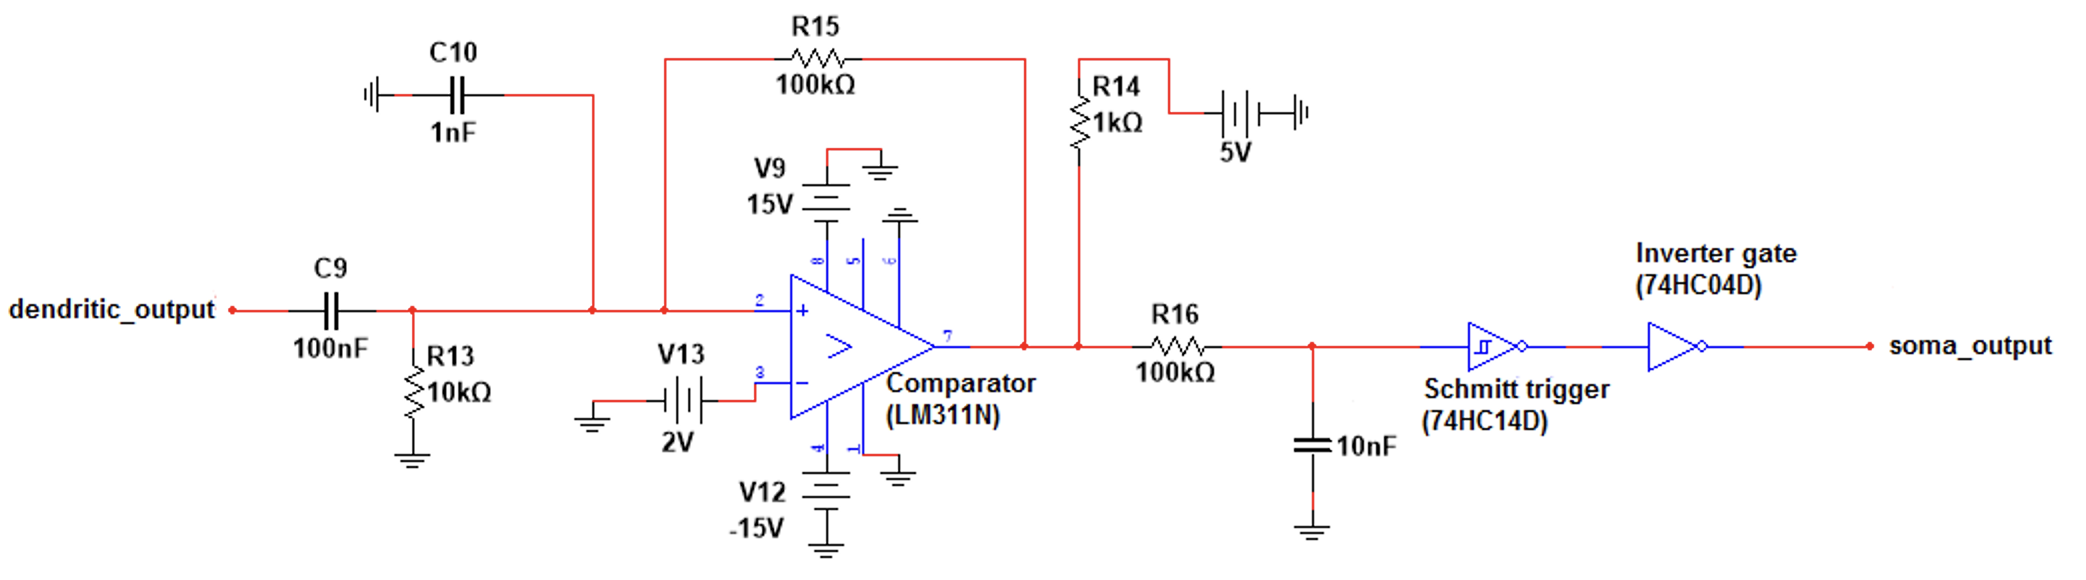 R15
100kΩ
C10
1nF
R14
1kΩ
5V
V9
15V
8
5
6
Inverter gate
(74HC04D)
C9
100nF
dendritic_output
2
+
7
R16
100kΩ
soma_output
R13
10kΩ
V13
2V
3
−
Comparator
(LM311N)
Schmitt trigger
(74HC14D)
10nF
4
1
V12
-15V